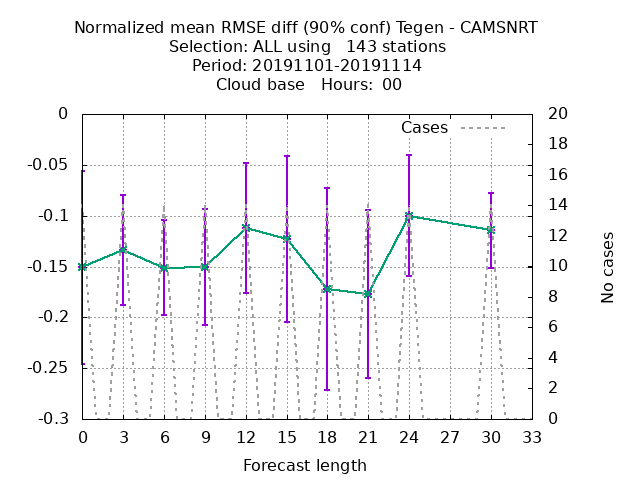 Normalized mean RMSE diff (90% conf) Tegen - CAMSNRT
Selection: ALL using   143 stations
Period: 20191101-20191114
Cloud base   Hours:  00
Cases
0
-0.05
-0.1
-0.15
-0.2
-0.25
-0.3
20
18
16
14
12
10
8
6
4
2
0
No cases
0 3 6 9 12 15 18 21 24 27 30 33
Forecast length